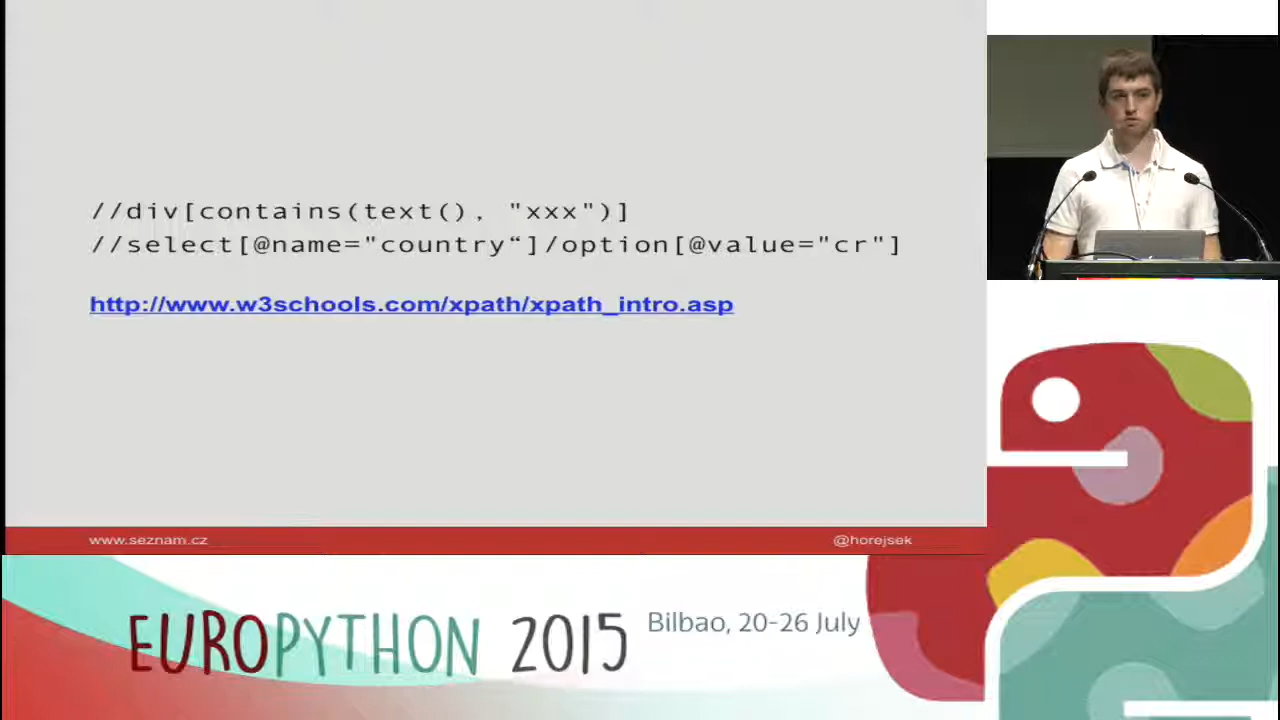 //div[contains(text(), "xxx")]
//select[@name="country“]/option[@value="cr"]
http://www.w3schools.com/xpath/xpath_intro.asp
www.seznam.cz @horejsek
EUROPYTHON 2015 Bilbao, 20-26 July